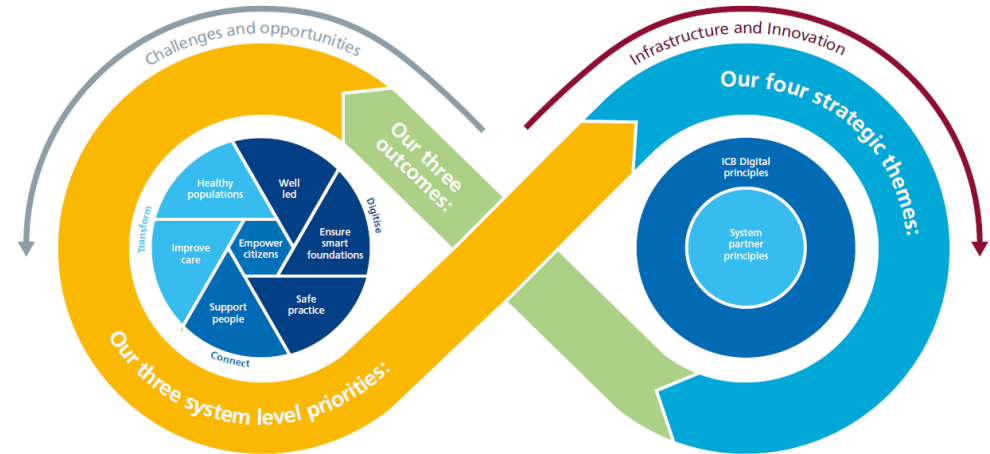 Challenges and opportunities
Infrastructure and Innovation
Our three
outcomes:
Our four strategic themes:
Our three system level priorities:
Transform
Digitise
Connect
Healthy
populations
Well
led
Ensure
smart
foundations
Safe
practice
Support
people
Improve
care
Empower
citizens
ICB Digital
principles
System
partner
principles